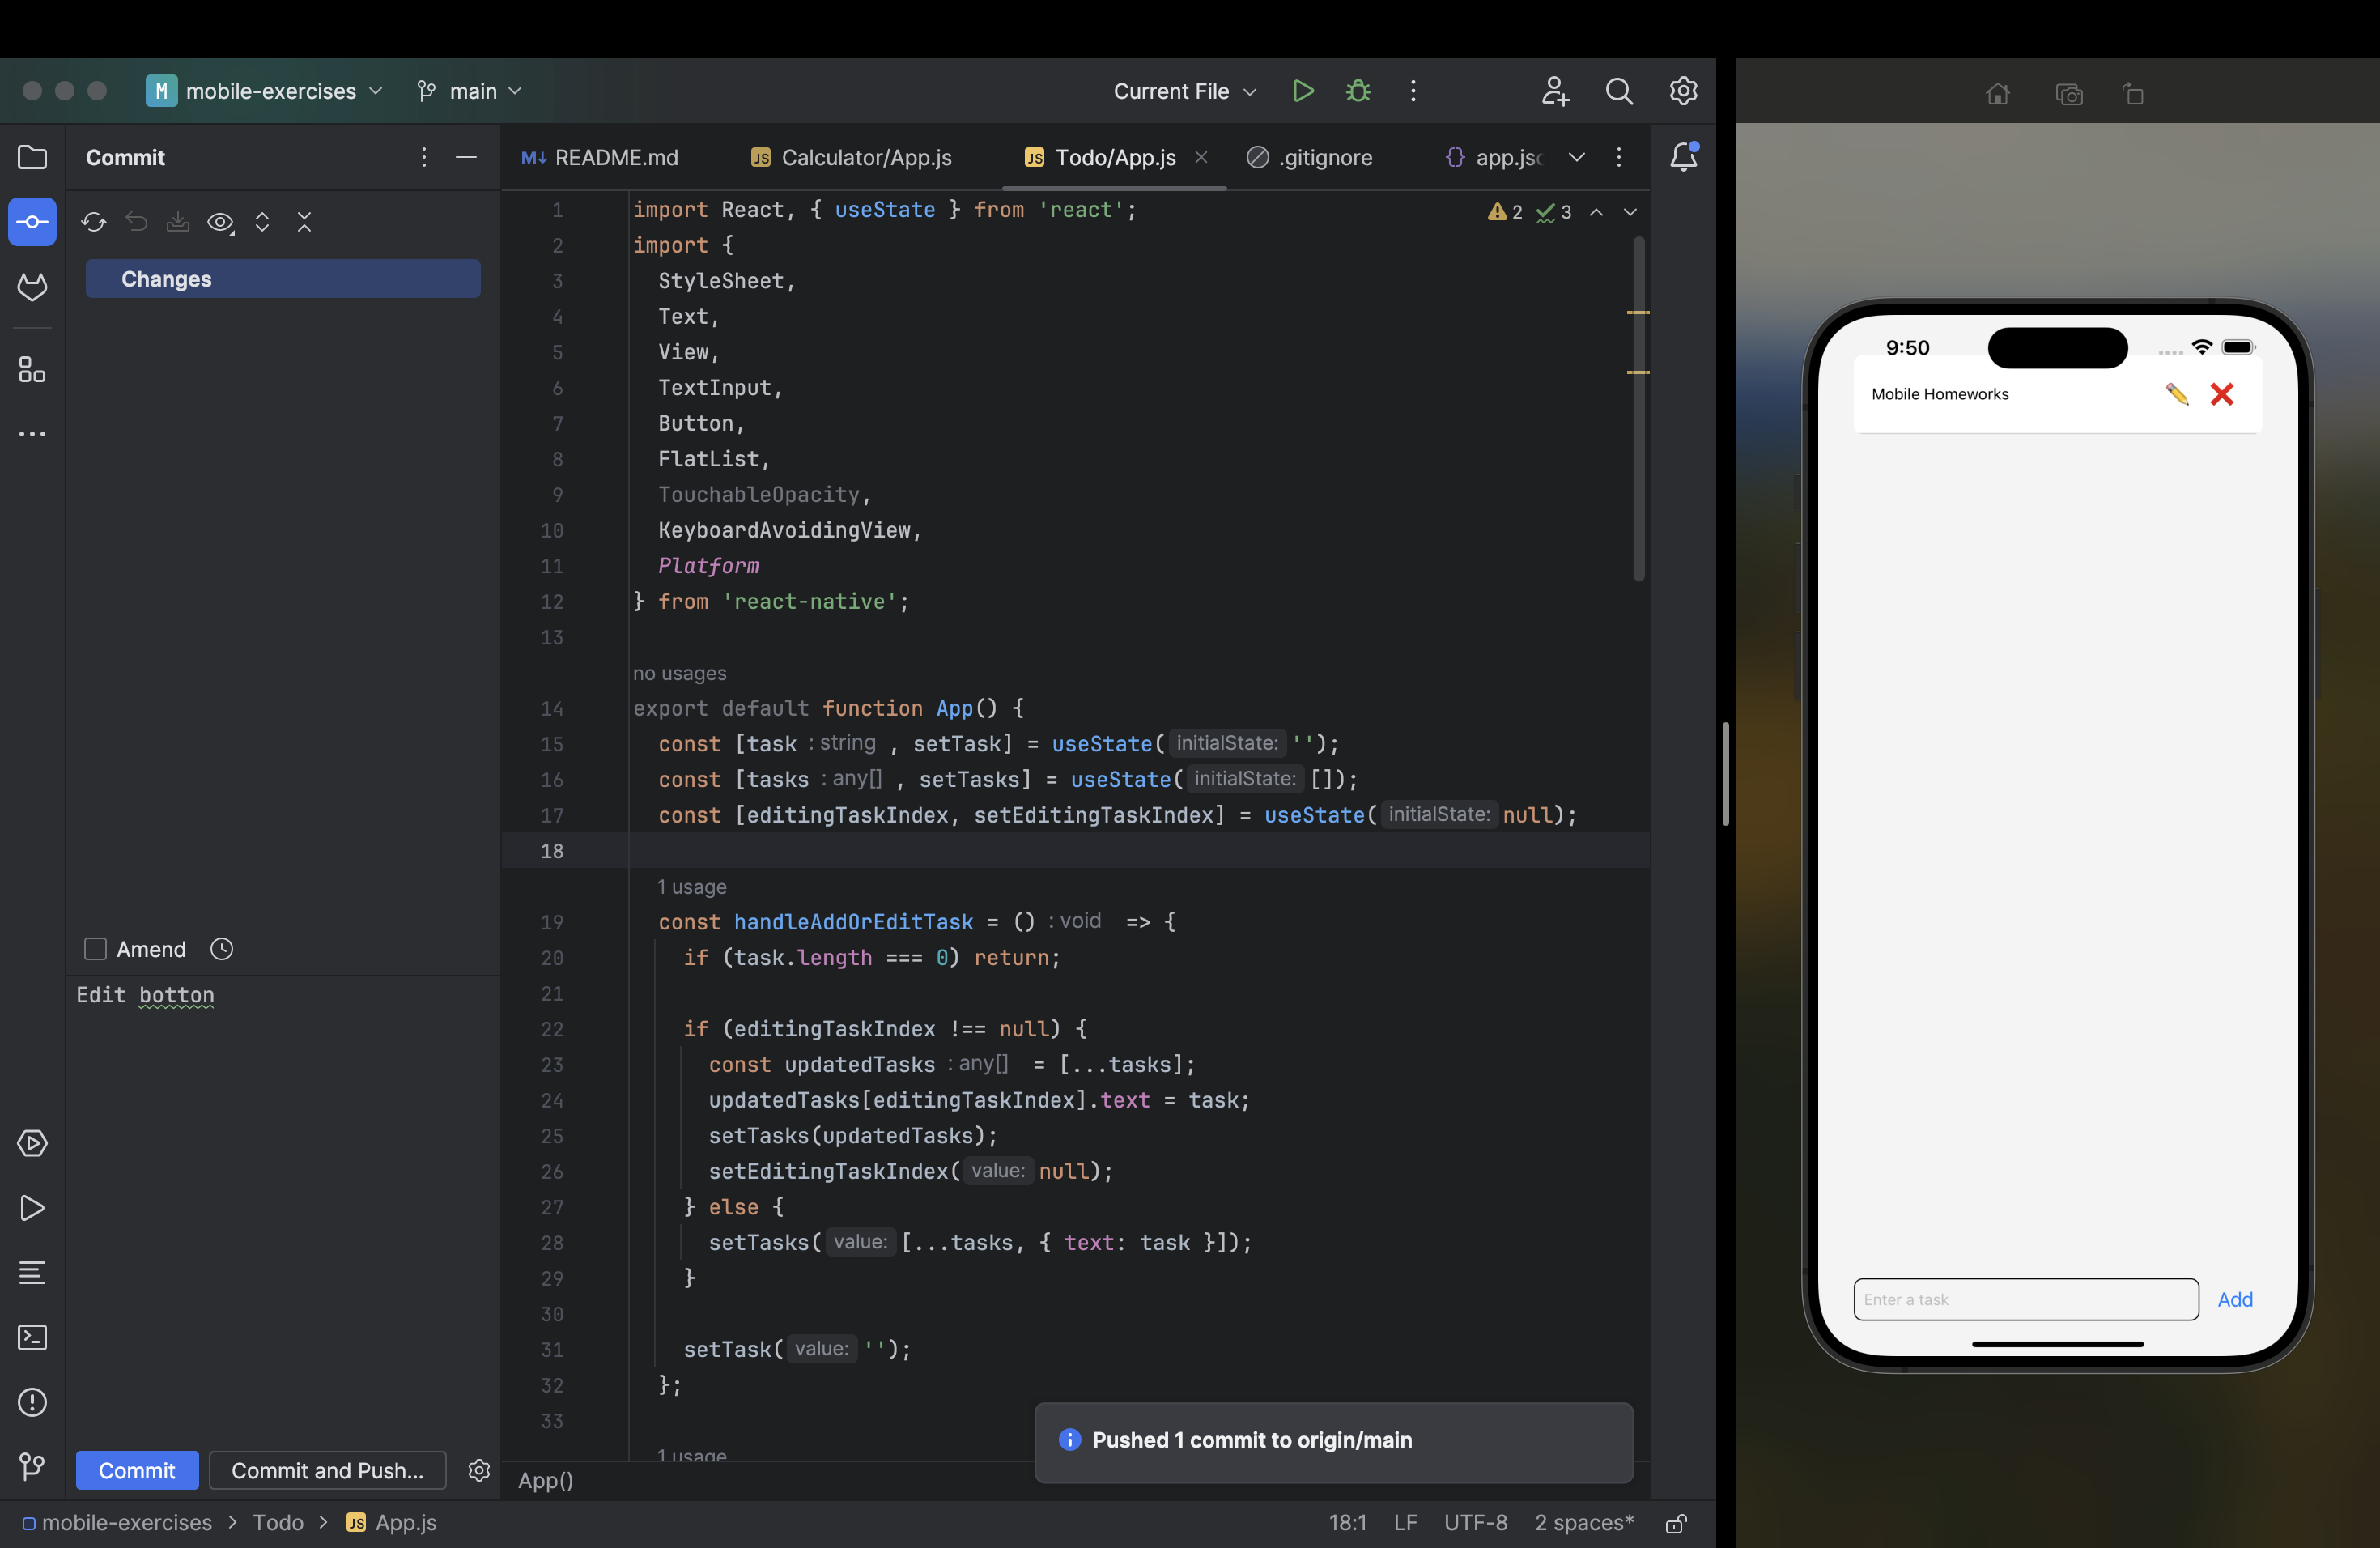 M mobile-exercises main Current File
Commit
README.md Calculator/App.js Todo/App.js .gitignore app.jso
Changes
Amend
Edit botton
Commit Commit and Push...
1 import React, { useState } from 'react';
2 3
2 import {
3 StyleSheet,
4 Text,
5 View,
6 TextInput,
7 Button,
8 FlatList,
9 TouchableOpacity,
10 KeyboardAvoidingView,
11 Platform
12 } from 'react-native';
13
no usages
14 export default function App() {
15 const [task : string , setTask] = useState( initialState: '');
16 const [tasks : any[] , setTasks] = useState( initialState: []);
17 const [editingTaskIndex, setEditingTaskIndex] = useState( initialState: null);
18
1 usage
19 const handleAddOrEditTask = () : void => {
20 if (task.length === 0) return;
21
22 if (editingTaskIndex !== null) {
23 const updatedTasks : any[] = [...tasks];
24 updatedTasks[editingTaskIndex].text = task;
25 setTasks(updatedTasks);
26 setEditingTaskIndex( value: null);
27 } else {
28 setTasks( value: [...tasks, { text: task }]);
29 }
30
31 setTask( value: '');
32 };
33
1 usage
Pushed 1 commit to origin/main
App()
mobile-exercises > Todo > JS App.js
18:1 LF UTF-8 2 spaces*
9:50
Mobile Homeworks
Enter a task Add